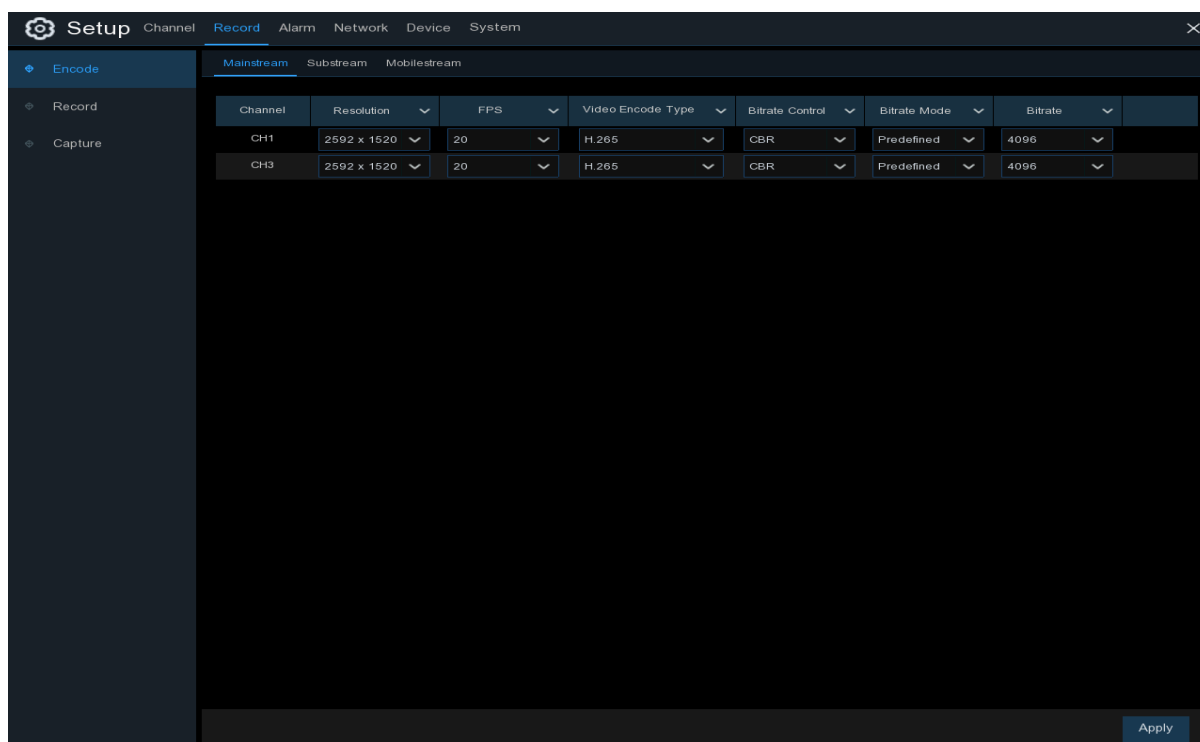 Setup Channel Record Alarm Network Device System
Encode
Record
Capture
Mainstream Substream Mobilestream
Channel Resolution FPS Video Encode Type Bitrate Control Bitrate Mode Bitrate
CH1 2592 x 1520 20 H.265 CBR Predefined 4096
CH3 2592 x 1520 20 H.265 CBR Predefined 4096
Apply